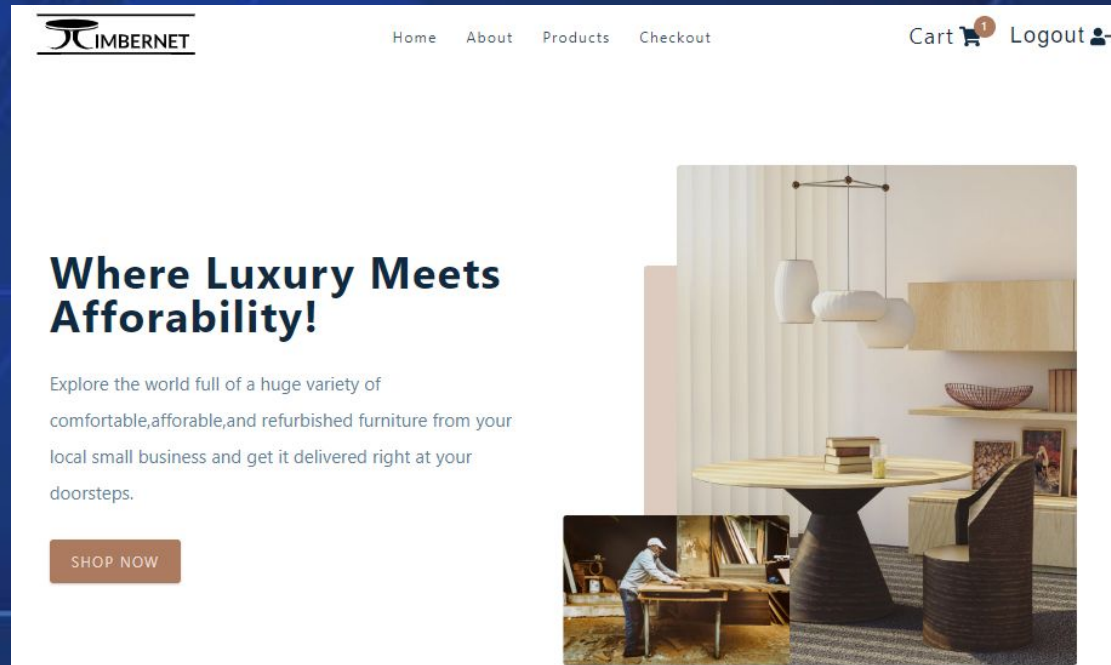 TIMBERNET
Home About Products Checkout
Cart 1 Logout
Where Luxury Meets
Afforability!
Explore the world full of a huge variety of
comfortable,afforable,and refurbished furniture from your
local small business and get it delivered right at your
doorsteps.
SHOP NOW